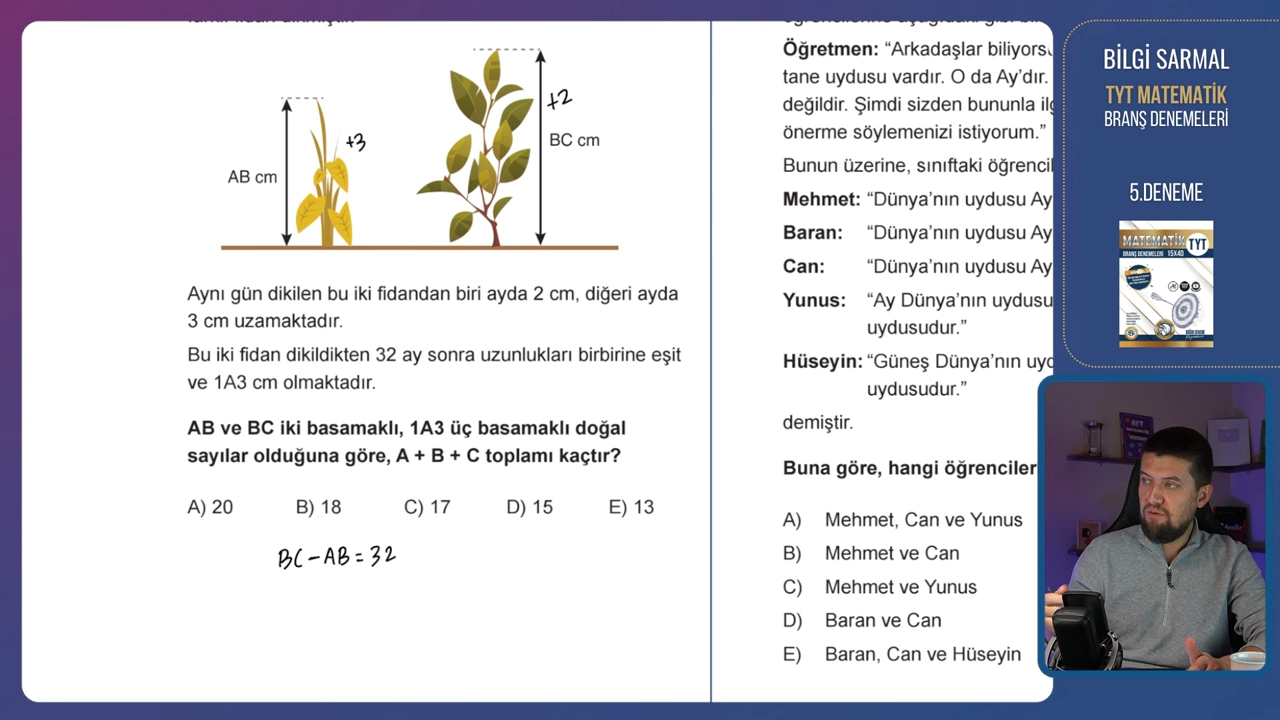 +2
BC cm
+3
AB cm
Aynı gün dikilen bu iki fidandan biri ayda 2 cm, diğeri ayda
3 cm uzamaktadır.
Bu iki fidan dikildikten 32 ay sonra uzunlukları birbirine eşit
ve 1A3 cm olmaktadır.
AB ve BC iki basamaklı, 1A3 üç basamaklı doğal
sayılar olduğuna göre, A + B + C toplamı kaçtır?
A) 20 B) 18 C) 17 D) 15 E) 13
BC – AB = 32
Öğretmen: “Arkadaşlar biliyors
tane uydusu vardır. O da Ay’dır.
değildir. Şimdi sizden bununla
önerme söylemenizi istiyorum.”
Bunun üzerine, sınıftaki
Mehmet: “Dünya’nın uydusu Ay
Baran: “Dünya’nın uydusu Ay
Can: “Dünya’nın uydusu Ay
Yunus: “Ay Dünya’nın uydusu
uydusudur.”
Hüseyin: “Güneş Dünya’nın
uydusudur.”
demiştir.
Buna göre, hangi öğrenciler
A) Mehmet, Can ve Yunus
B) Mehmet ve Can
C) Mehmet ve Yunus
D) Baran ve Can
E) Baran, Can ve Hüseyin
BİLGİ SARMAL
TYT MATEMATİK
BRANŞ DENEMELERİ
5.DENEME
MATEMATİK TYT
BRANŞ DENEMELERİ 15X40